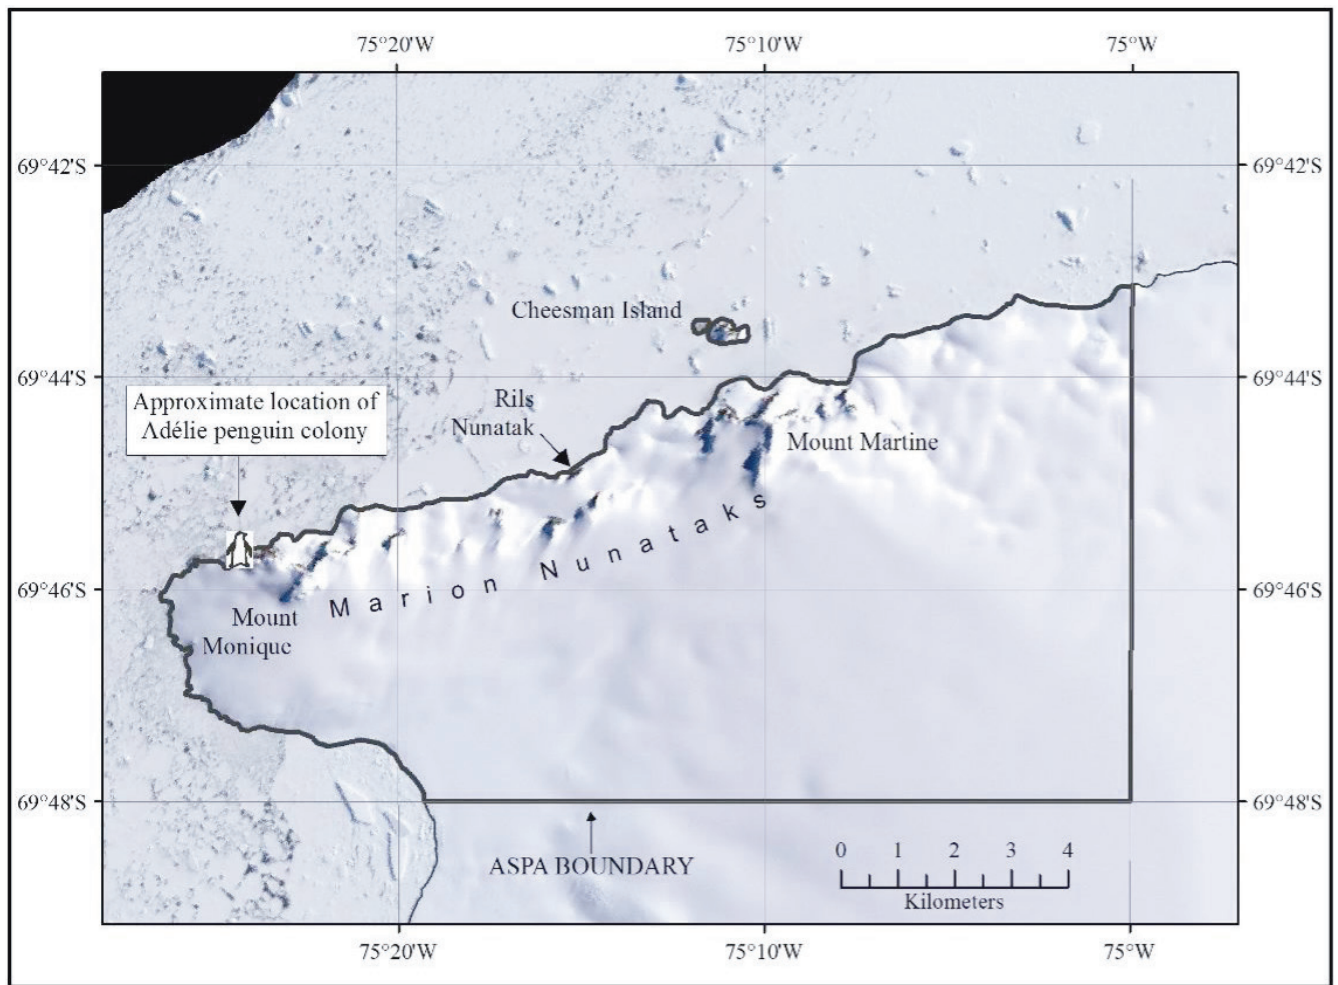 75°20'W 75°10'W 75°W
69°42'S 69°42'S
Cheesman Island
69°44'S 69°44'S
Approximate location of
Adélie penguin colony
Rils
Nunatak
Mount Martine
Marion Nunataks
69°46'S 69°46'S
Mount
Monique
69°48'S 69°48'S
ASPA BOUNDARY
0 1 2 3 4
Kilometers
75°20'W 75°10'W 75°W